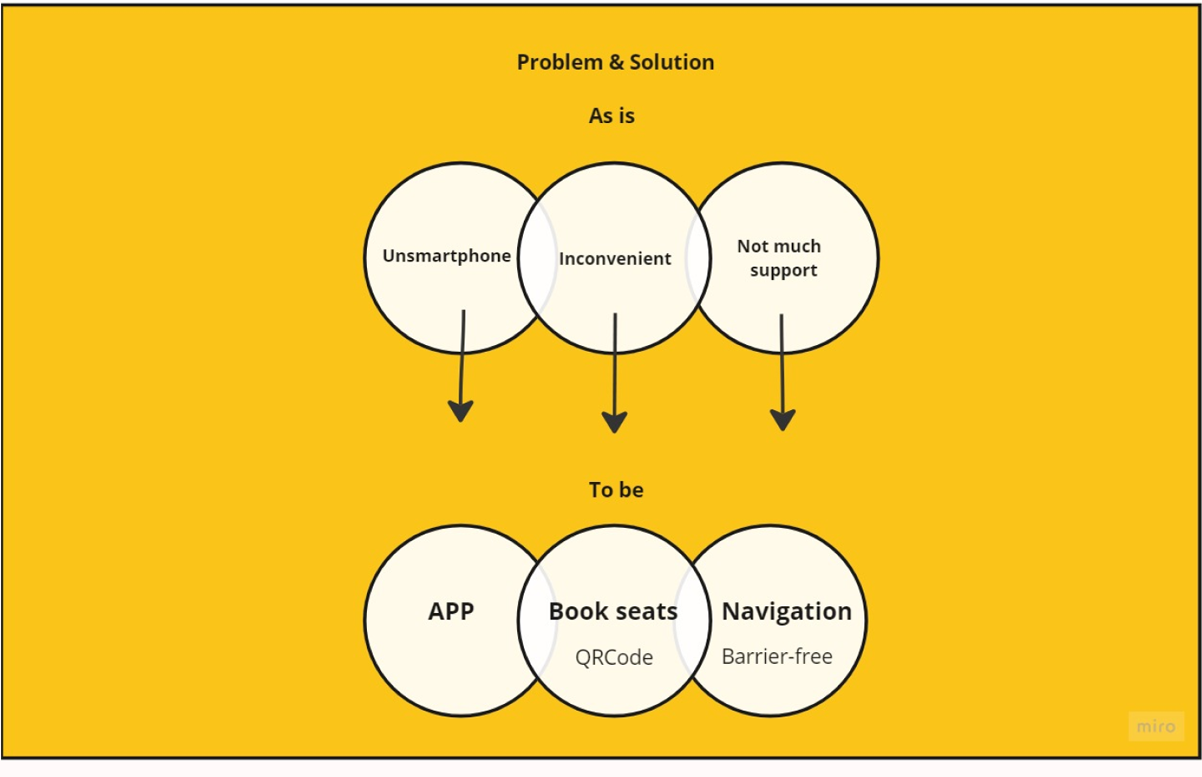 Problem & Solution
As is
Unsmartphone
Inconvenient
Not much
support
To be
APP
Book seats
QRCode
Navigation
Barrier-free
miro